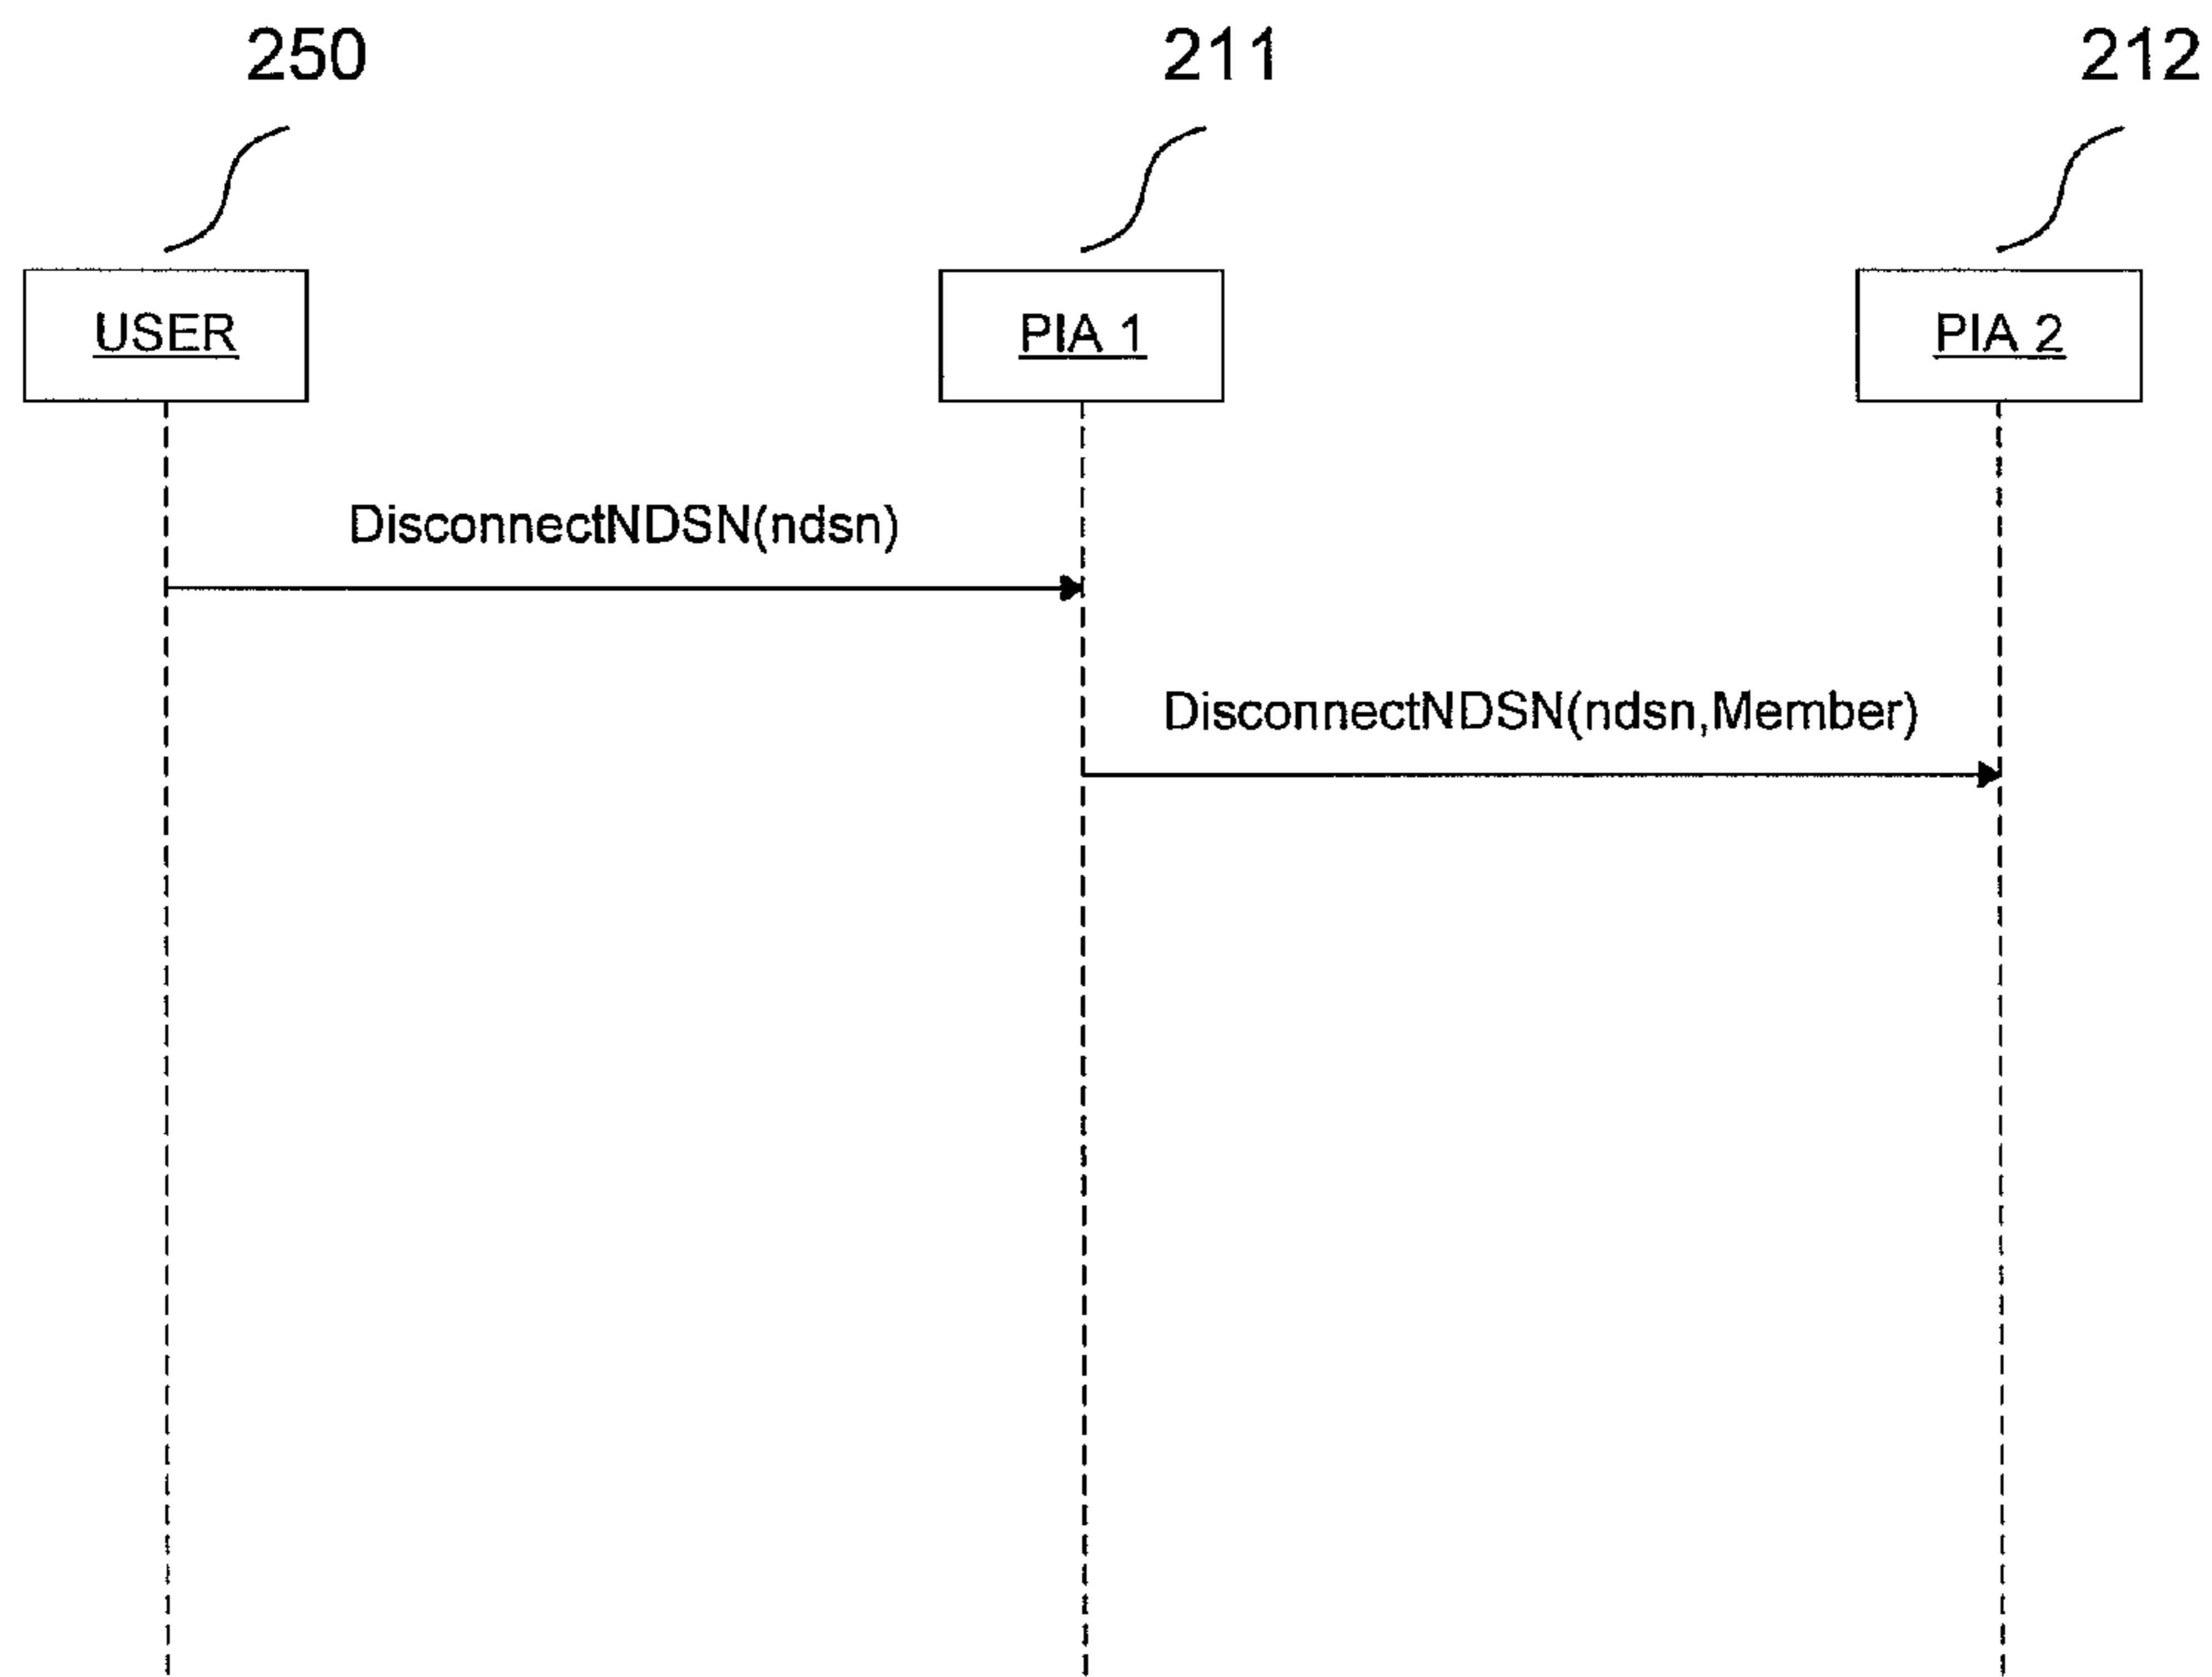 250
211
212
USER
PIA 1
PIA 2
DisconnectNDSN(ndsn)
DisconnectNDSN(ndsn,Member)